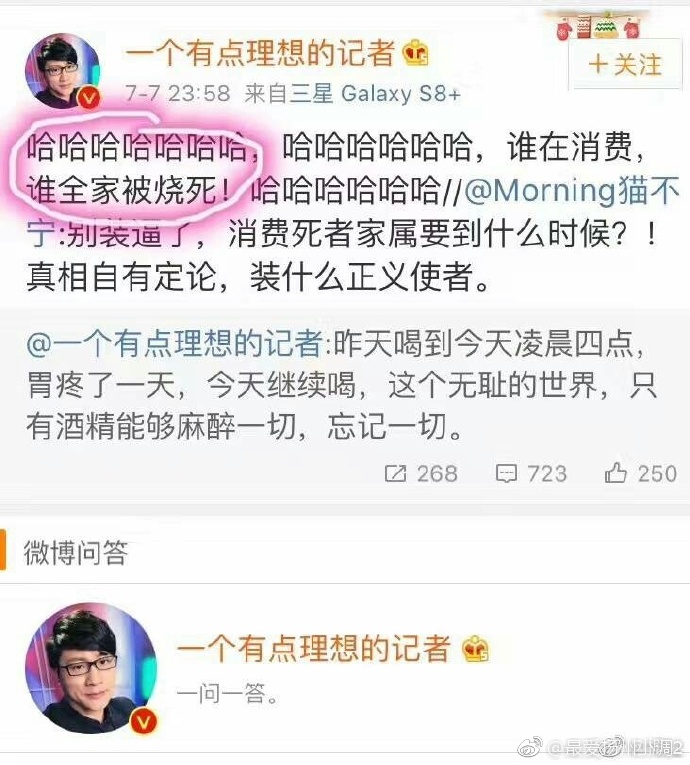 一个有点理想的记者
7-7 23:58 来自三星 Galaxy S8+
+关注
哈哈哈哈哈哈哈，哈哈哈哈哈哈，谁在消费，
谁全家被烧死！哈哈哈哈哈哈//@Morning猫不
宁:别装逼了，消费死者家属要到什么时候？！
真相自有定论，装什么正义使者。
@一个有点理想的记者:昨天喝到今天凌晨四点，
胃疼了一天，今天继续喝，这个无耻的世界，只
有酒精能够麻醉一切，忘记一切。
268 723 250
微博问答
一个有点理想的记者
一问一答。